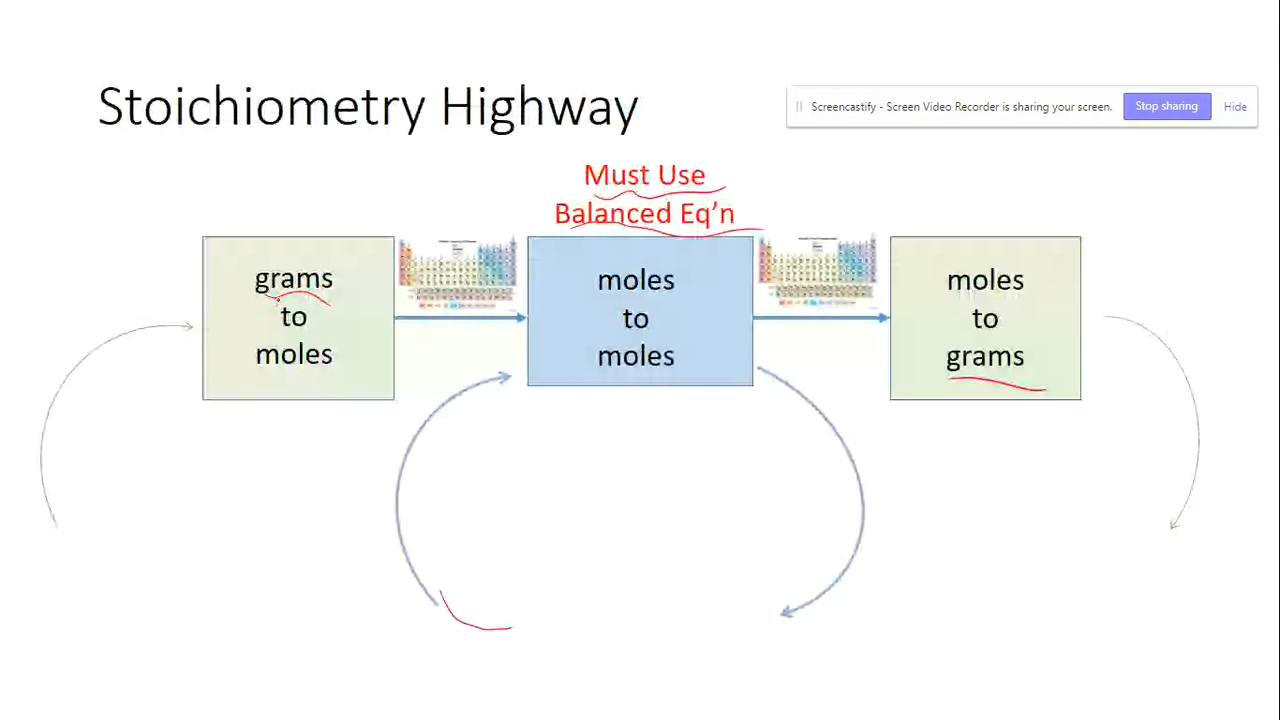 Stoichiometry Highway
Screencastify - Screen Video Recorder is sharing your screen.
Stop sharing
Hide
Must Use
Balanced Eq'n
grams
to
moles
moles
to
moles
moles
to
grams